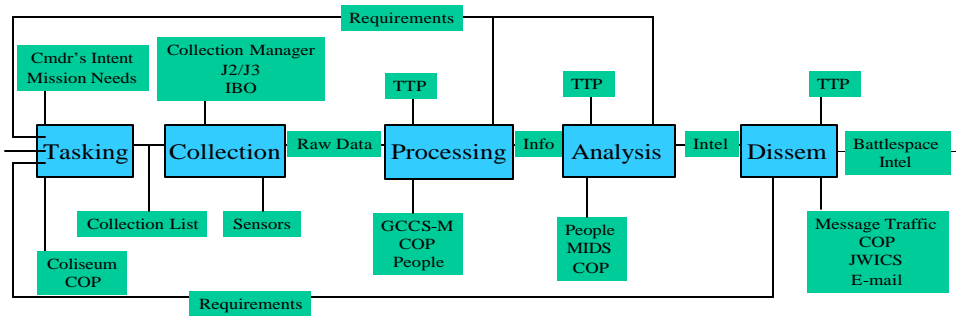 Requirements
Cmdr's Intent
Mission Needs
Collection Manager
J2/J3
IBO
TTP
TTP
TTP
Tasking
Collection
Raw Data
Processing
Info
Analysis
Intel
Dissem
Battlespace
Intel
Collection List
Sensors
GCCS-M
COP
People
People
MIDS
COP
Message Traffic
COP
JWICS
E-mail
Coliseum
COP
Requirements